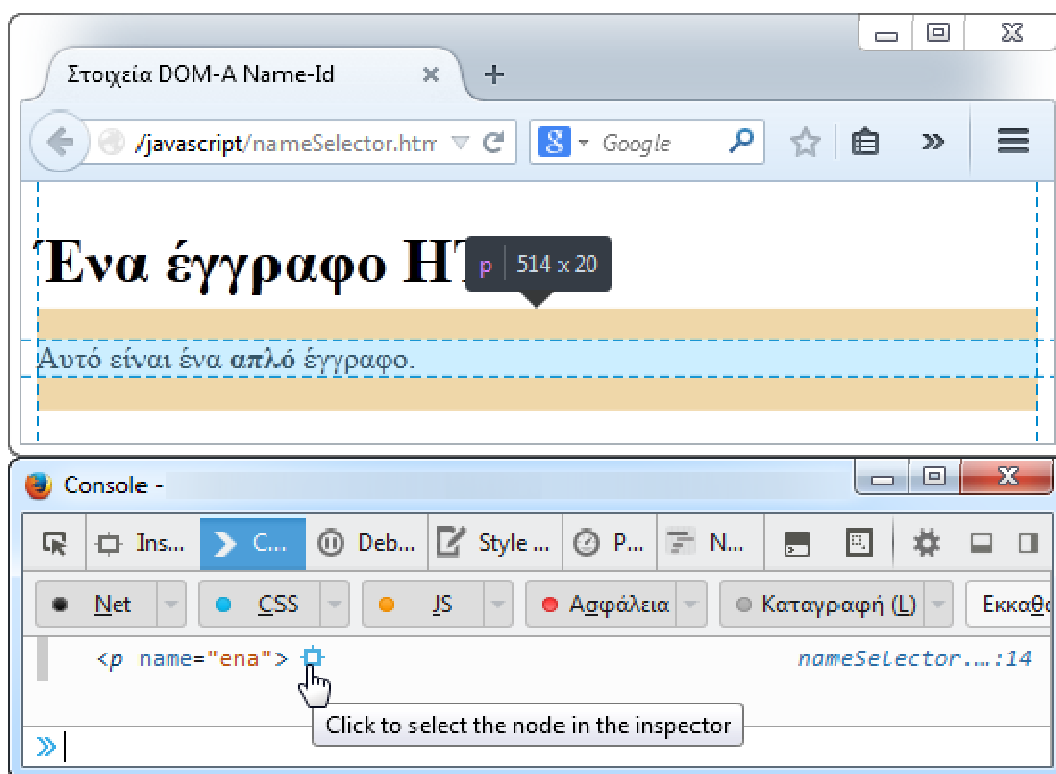 Στοιχεία DOM-A Name-Id
/javascript/nameSelector.htm
Google
Ένα έγγραφο
p 514 x 20
Αυτό είναι ένα απλό έγγραφο.
Console -
Ins... C... Deb... Style ... P... N...
Net CSS JS Ασφάλεια Καταγραφή (L) Εκκαθα
<p name="ena"> nameSelector.…:14
Click to select the node in the inspector